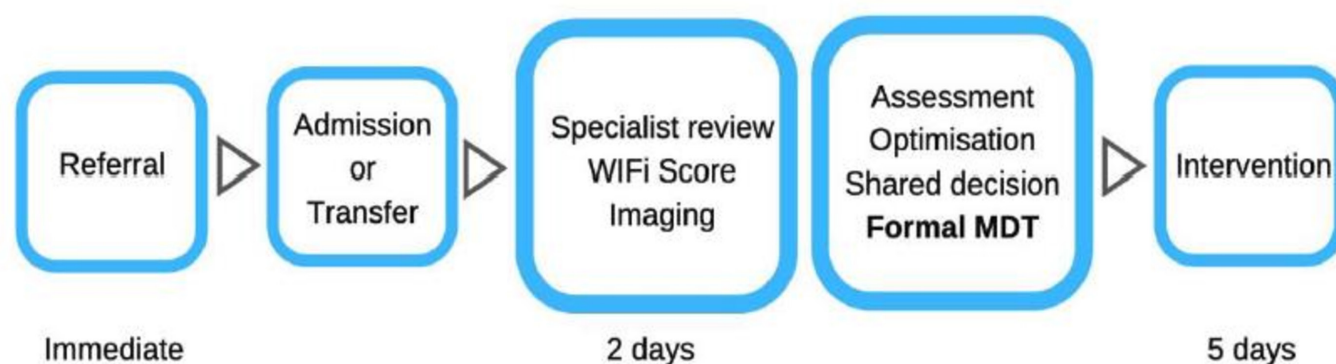 Referral
Admission
or
Transfer
Specialist review
WIFi Score
Imaging
Assessment
Optimisation
Shared decision
Formal MDT
Intervention
Immediate
2 days
5 days